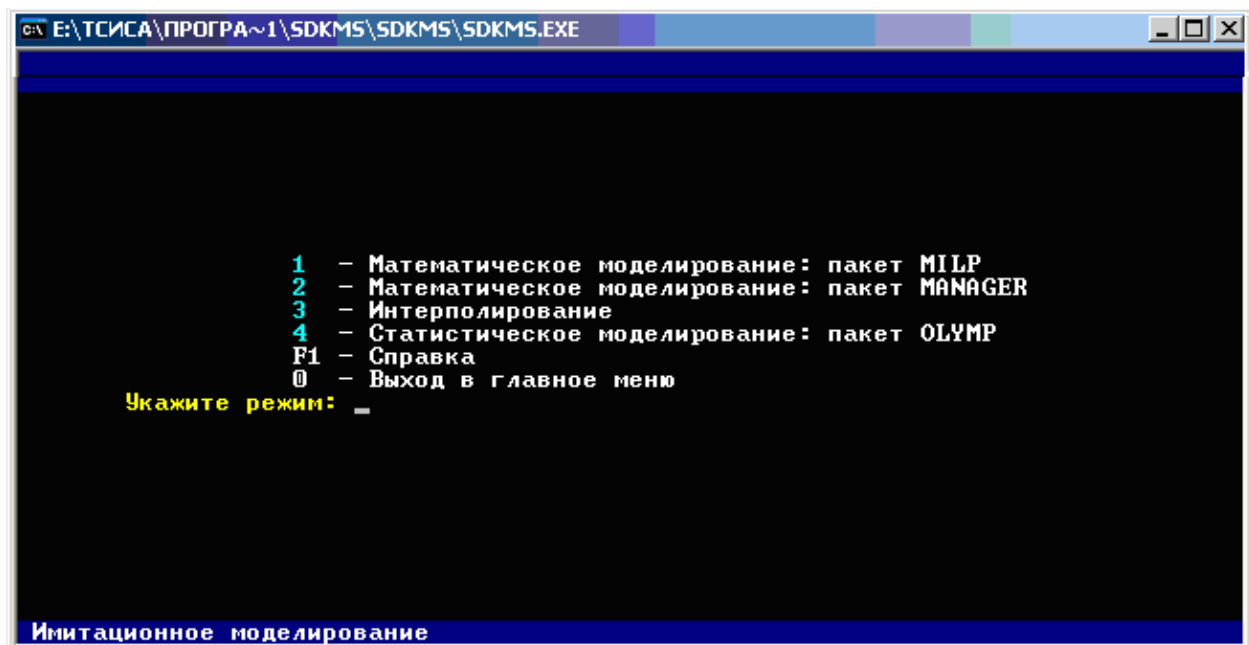 E:\ТСИСА\ПРОГРА~1\SDKMS\SDKMS\SDKMS.EXE
1 – Математическое моделирование: пакет MILP
2 – Математическое моделирование: пакет MANAGER
3 – Интерполирование
4 – Статистическое моделирование: пакет OLYMP
F1 – Справка
0 – Выход в главное меню
Укажите режим: _
Имитационное моделирование